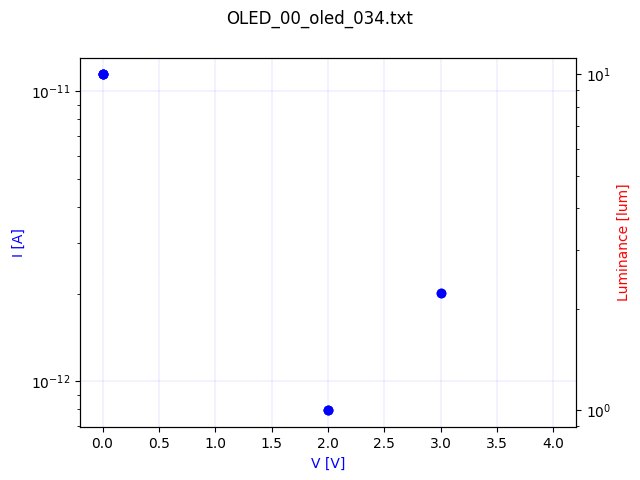 OLED_00_oled_034.txt
10⁻¹¹
10⁻¹²
I [A]
10¹
10⁰
Luminance [lum]
0.0 0.5 1.0 1.5 2.0 2.5 3.0 3.5 4.0
V [V]